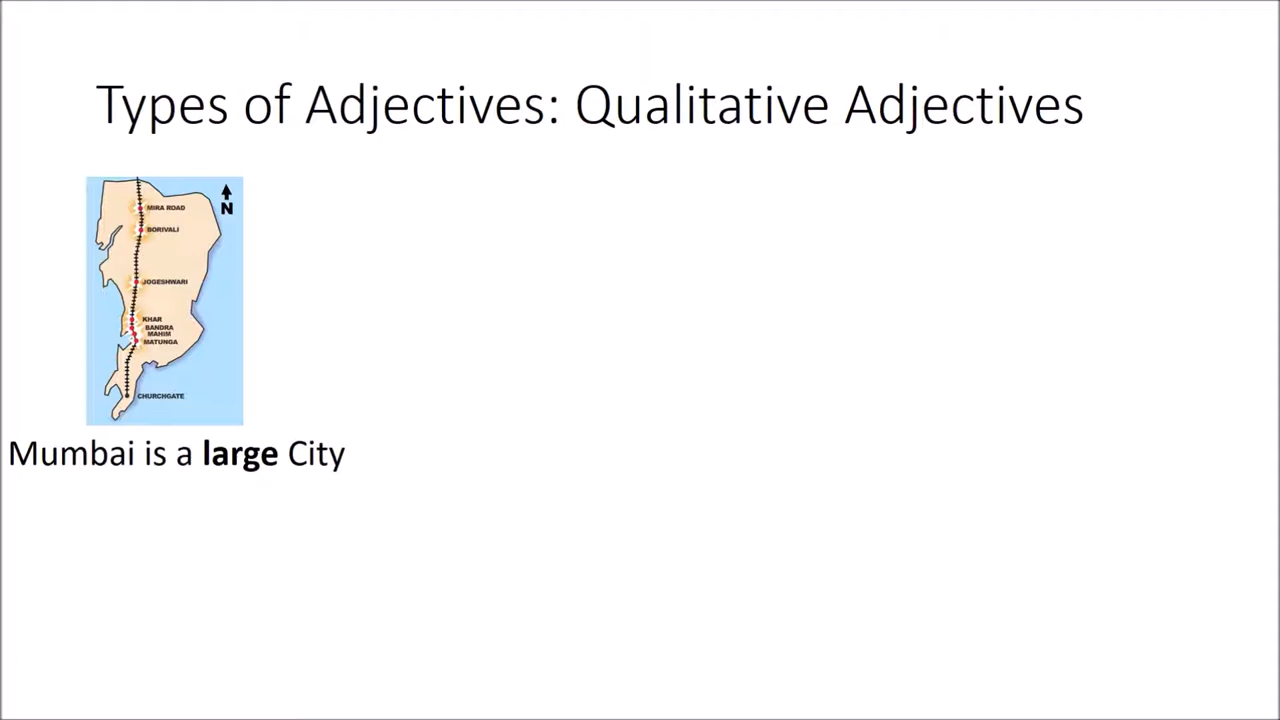 Types of Adjectives: Qualitative Adjectives
N
MIRA ROAD
BORIVALI
JOGESHWARI
KHAR
BANDRA
MAHIM
MATUNGA
CHURCHGATE
Mumbai is a large City